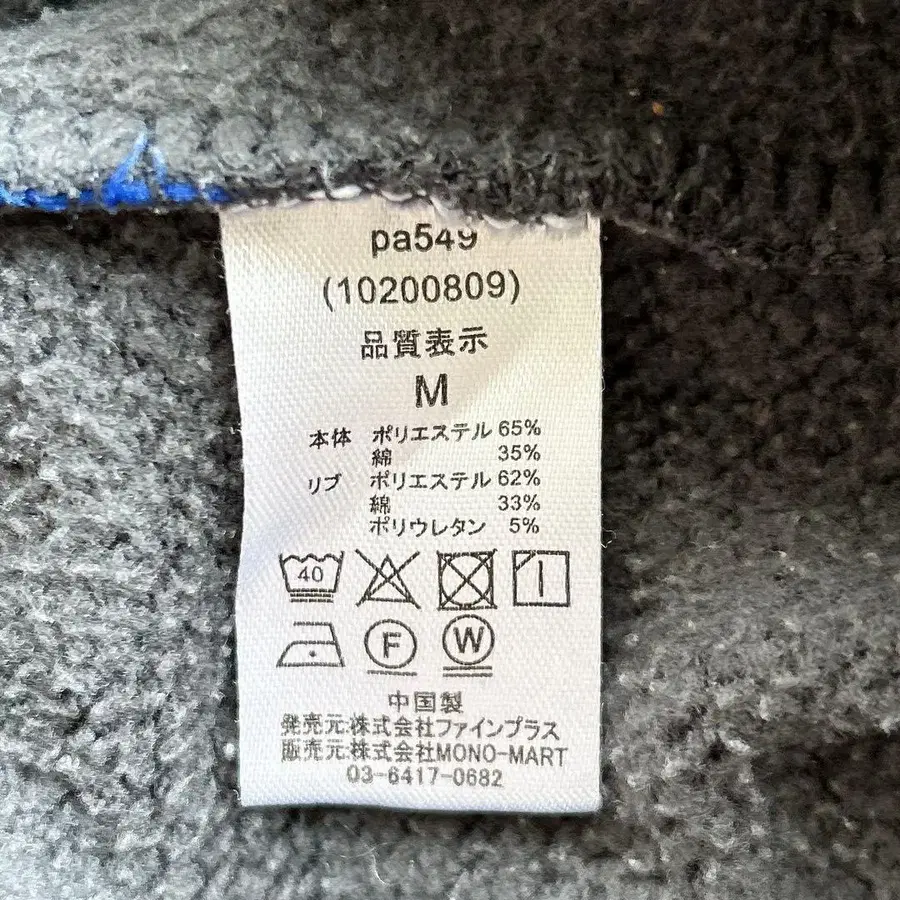 pa549
(10200809)
品質表示
M
本体 ポリエステル 65%
綿 35%
リブ ポリエステル 62%
綿 33%
ポリウレタン 5%
40
F W
中国製
発売元:株式会社ファインプラス
販売元:株式会社MONO-MART
03-6417-0682